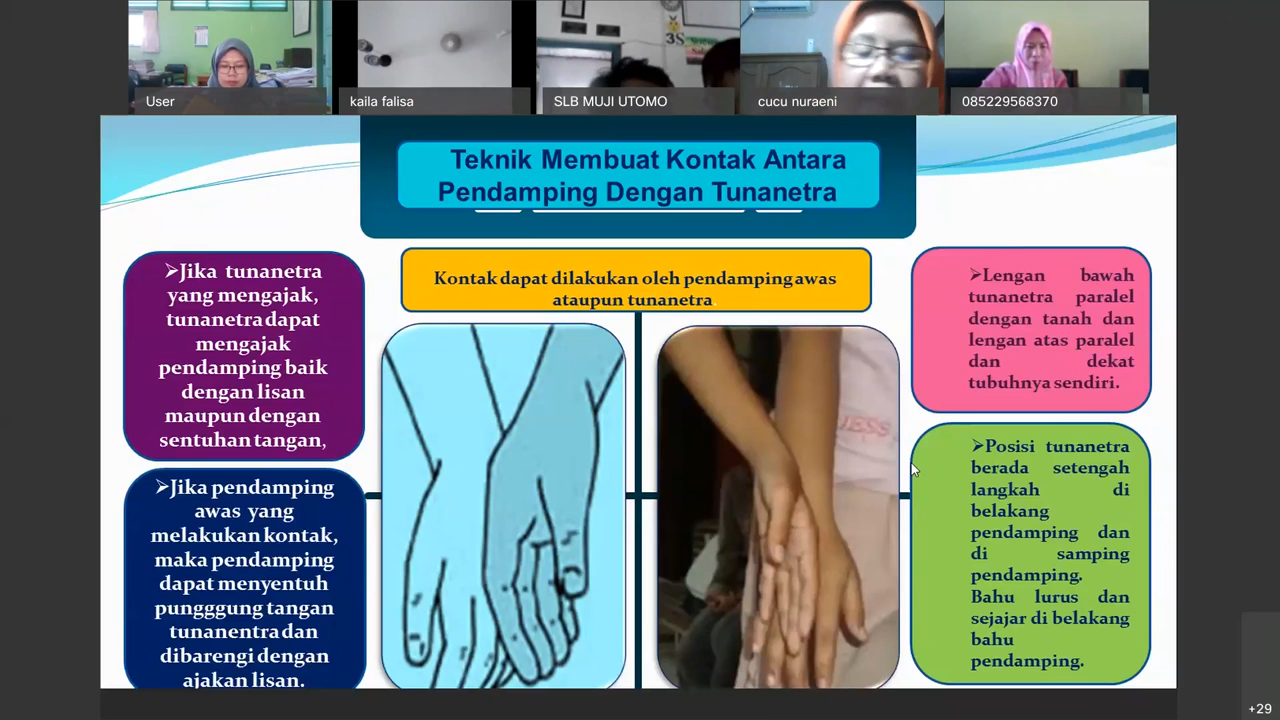 User
kaila falisa
SLB MUJI UTOMO
cucu nuraeni
085229568370
3S
Teknik Membuat Kontak Antara
Pendamping Dengan Tunanetra
➢Jika tunanetra
yang mengajak,
tunanetra dapat
mengajak
pendamping baik
dengan lisan
maupun dengan
sentuhan tangan,
➢Jika pendamping
awas yang
melakukan kontak,
maka pendamping
dapat menyentuh
pungggung tangan
tunanentra dan
dibarengi dengan
ajakan lisan.
Kontak dapat dilakukan oleh pendamping awas
ataupun tunanetra.
➢Lengan bawah
tunanetra paralel
dengan tanah dan
lengan atas paralel
dan dekat
tubuhnya sendiri.
➢Posisi tunanetra
berada setengah
langkah di
belakang
pendamping dan
di samping
pendamping.
Bahu lurus dan
sejajar di belakang
bahu
pendamping.
+29